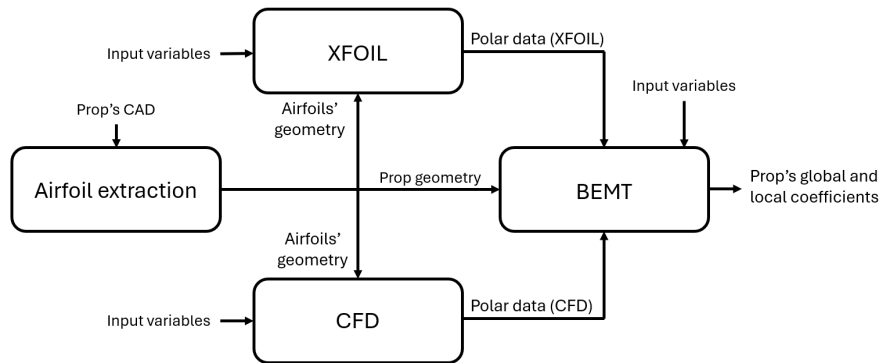 Polar data (XFOIL)
XFOIL
Input variables
Input variables
Airfoils'
geometry
Prop's CAD
Prop geometry
Prop's global and
local coefficients
Airfoil extraction
BEMT
Airfoils'
geometry
Polar data (CFD)
Input variables
CFD